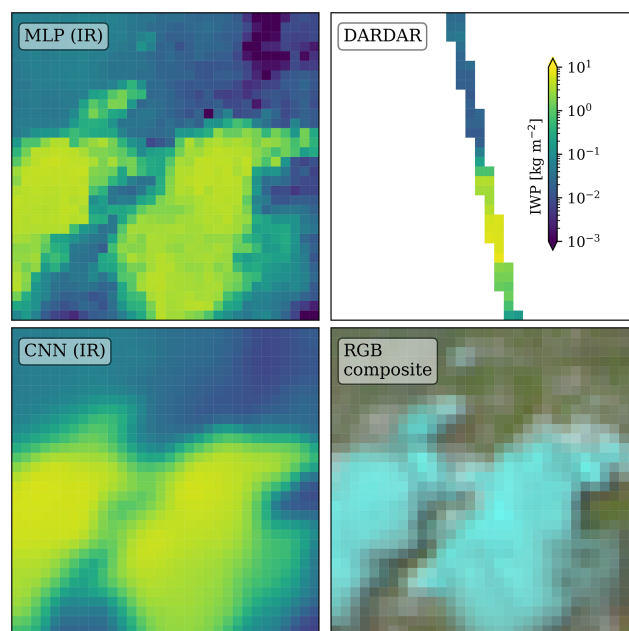 MLP (IR)
DARDAR
IWP [kg m⁻²]
10¹
10⁰
10⁻¹
10⁻²
10⁻³
CNN (IR)
RGB
composite